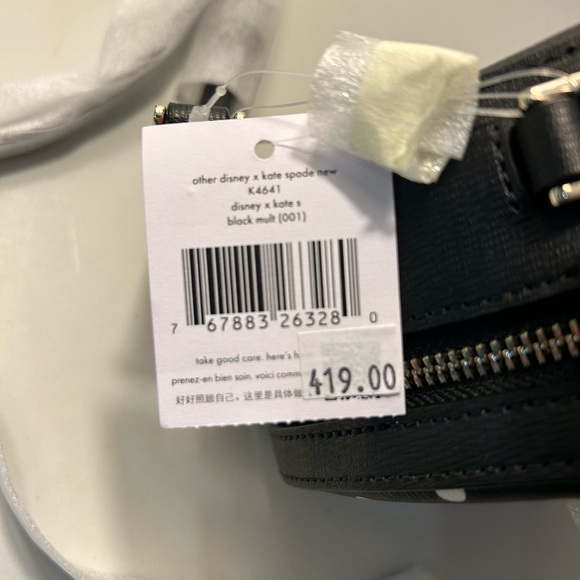 other disney x kate spade new
K4641
disney x kate s
black mult (001)
7 67883 26328 0
take good care. here's
prenez-en bien soin. voici
419.00
好好照顾自己。这里是具体